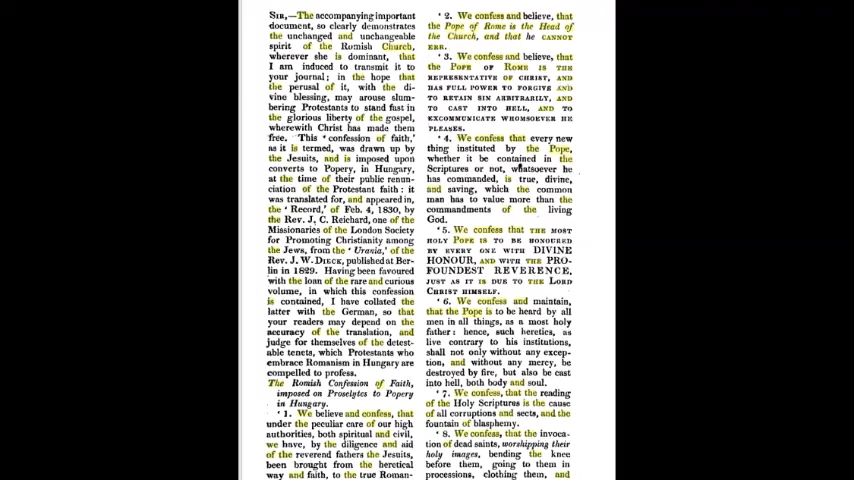 SIR,—The accompanying important
document, so clearly demonstrates
the unchanged and unchangeable
spirit of the Romish Church,
wherever she is dominant, that
I am induced to transmit it to
your journal; in the hope that
the perusal of it, with the di-
vine blessing, may arouse slum-
bering Protestants to stand fast in
the glorious liberty of the gospel,
wherewith Christ has made them
free. This ‘confession of faith,’
as it is termed, was drawn up by
the Jesuits, and is imposed upon
converts to Popery, in Hungary,
at the time of their public renun-
ciation of the Protestant faith: it
was translated for, and appeared in,
the ‘Record,’ of Feb. 4, 1830, by
the Rev. J. C. Reichard, one of the
Missionaries of the London Society
for Promoting Christianity among
the Jews, from the ‘Urania,’ of the
Rev. J. W. DIECK, published at Ber-
lin in 1829. Having been favoured
with the loan of the rare and curious
volume, in which this confession
is contained, I have collated the
latter with the German, so that
your readers may depend on the
accuracy of the translation, and
judge for themselves of the detest-
able tenets, which Protestants who
embrace Romanism in Hungary are
compelled to profess.
The Romish Confession of Faith,
imposed on Proselytes to Popery
in Hungary.
‘1. We believe and confess, that
under the peculiar care of our high
authorities, both spiritual and civil,
we have, by the diligence and aid
of the reverend fathers the Jesuits,
been brought from the heretical
way and faith, to the true Roman-
‘2. We confess and believe, that
the Pope of Rome is the Head of
the Church, and that he CANNOT
ERR.
‘3. We confess and believe, that
the POPE OF ROME IS THE
REPRESENTATIVE OF CHRIST, AND
HAS FULL POWER TO FORGIVE AND
TO RETAIN SIN ARBITRARILY, AND
TO CAST INTO HELL, AND TO
EXCOMMUNICATE WHOMSOEVER HE
PLEASES.
‘4. We confess that every new
thing instituted by the Pope,
whether it be contained in the
Scriptures or not, whatsoever he
has commanded, is true, divine,
and saving, which the common
man has to value more than the
commandments of the living
God.
‘5. We confess that THE MOST
HOLY POPE IS TO BE HONOURED
BY EVERY ONE WITH DIVINE
HONOUR, AND WITH THE PRO-
FOUNDEST REVERENCE,
JUST AS IT IS DUE TO THE LORD
CHRIST HIMSELF.
‘6. We confess and maintain,
that the Pope is to be heard by all
men in all things, as a most holy
father: hence, such heretics, as
live contrary to his institutions,
shall not only without any excep-
tion, and without any mercy, be
destroyed by fire, but also be cast
into hell, both body and soul.
‘7. We confess, that the reading
of the Holy Scriptures is the cause
of all corruptions and sects, and the
fountain of blasphemy.
‘8. We confess, that the invoca-
tion of dead saints, worshipping their
holy images, bending the knee
before them, going to them in
processions, clothing them, and